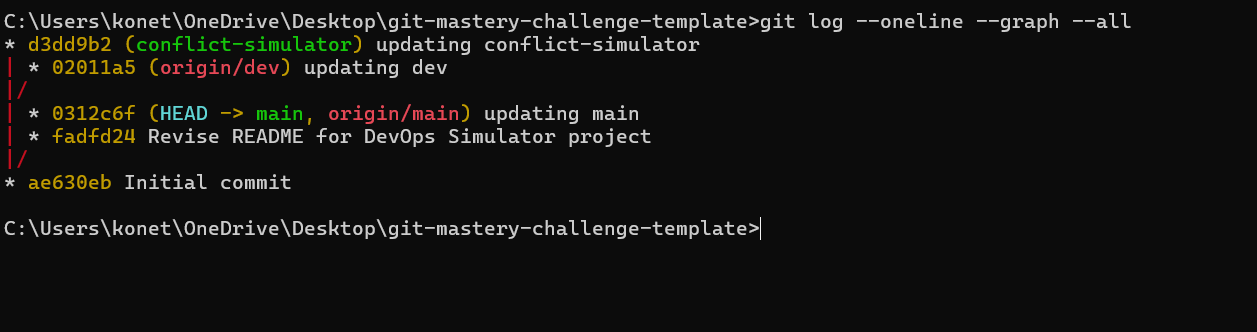 C:\Users\konet\OneDrive\Desktop\git-mastery-challenge-template>git log --oneline --graph --all
* d3dd9b2 (conflict-simulator) updating conflict-simulator
| * 02011a5 (origin/dev) updating dev
|/
| * 0312c6f (HEAD -> main, origin/main) updating main
| * fadfd24 Revise README for DevOps Simulator project
|/
* ae630eb Initial commit
C:\Users\konet\OneDrive\Desktop\git-mastery-challenge-template>